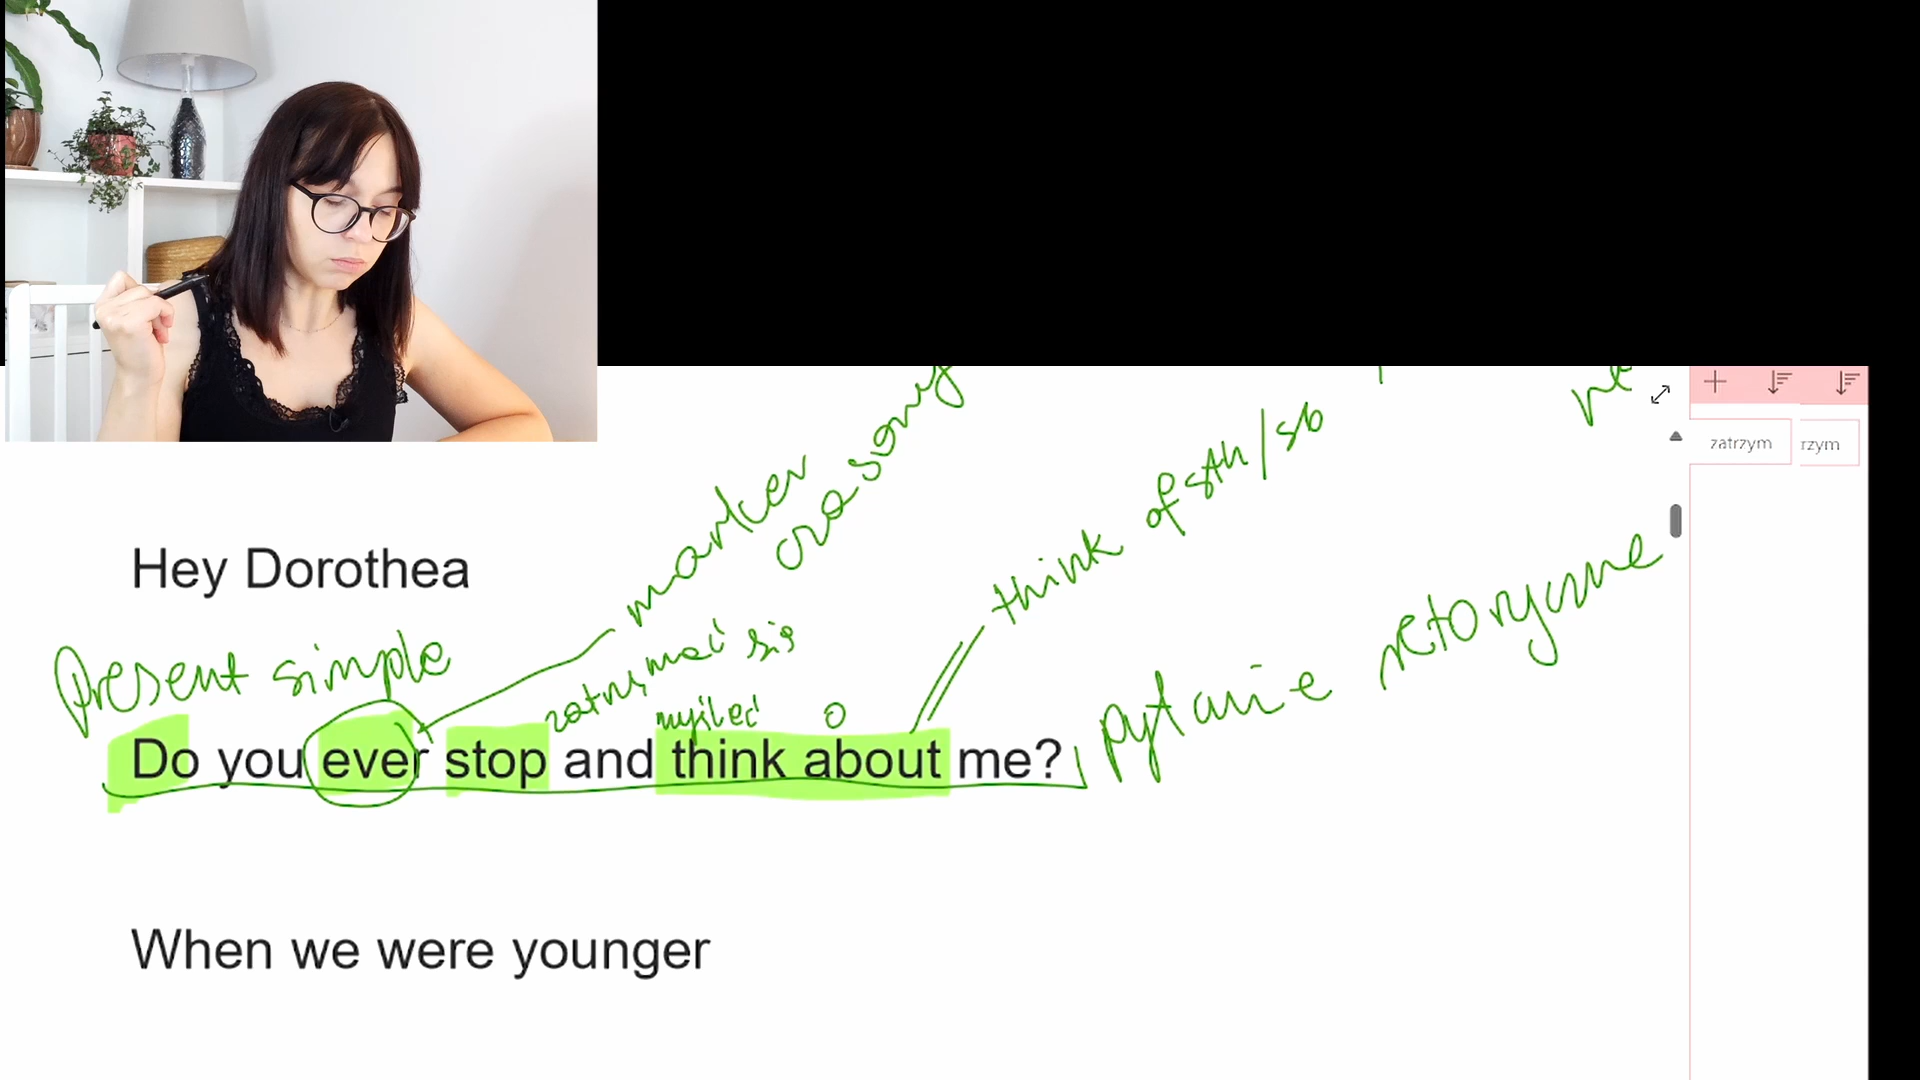 zatrzym rzym
marker
czasowy
think of sth/sb
Hey Dorothea
Present simple
zatrzymać się
myśleć o
pytanie retoryczne
Do you ever stop and think about me?
When we were younger